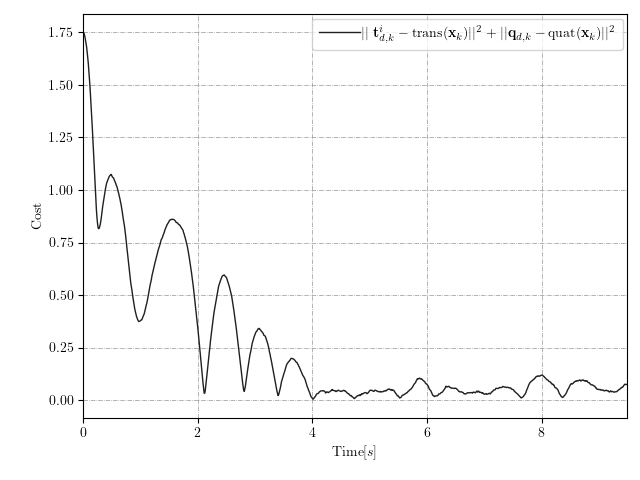 || t^i_{d,k} − trans(x_k)||² + ||q_{d,k} − quat(x_k)||²
1.75
1.50
1.25
1.00
0.75
0.50
0.25
0.00
Cost
0 2 4 6 8
Time[s]